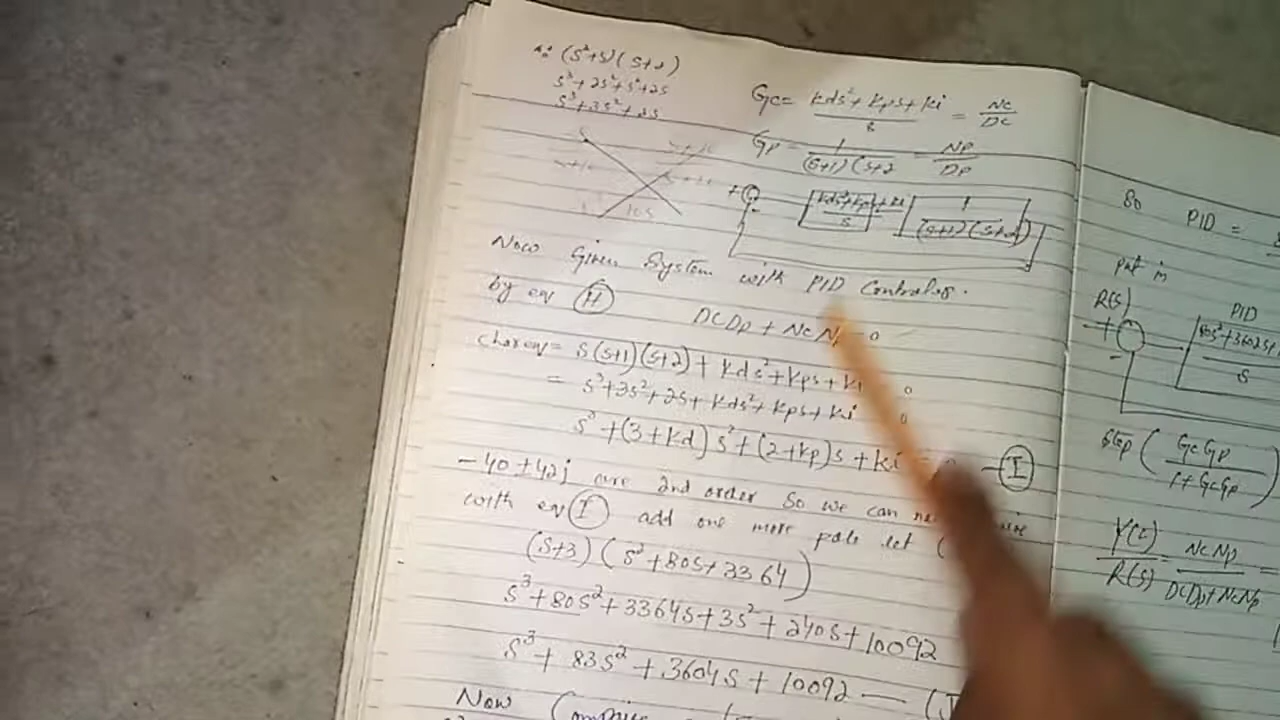 ∵ (s²+s)(s+2)
s³+2s²+s²+2s
s³+3s²+2s
Gc = kds²+kps+ki / s = Nc / Dc
Gp = 1 / (s+1)(s+2 = Np / Dp
+ - kds²+kps+ki / s 1 / (s+1)(s+2)
Now Given System with PID Controler.
by eq (H)
DcDp + NcNp = 0
char eq = s(s+1)(s+2) + kds²+kps+ki 0
= s³+3s²+2s+kds²+kps+ki 0
s³+(3+kd)s²+(2+kp)s+ki — (I)
-40±42j are 2nd order so we can
with eq (I) add one more pole let (
(s+3)(s²+80s+3364)
s³+80s²+3364s+3s²+240s+10092
s³+83s²+3604s+10092 — (
Now
So PID =
put in
R(s) PID
+ - 80s²+3602s+ / s
step ( GcGp / 1+GcGp )
Y(s) / R(s) = NcNp / DcDp+NcNp =